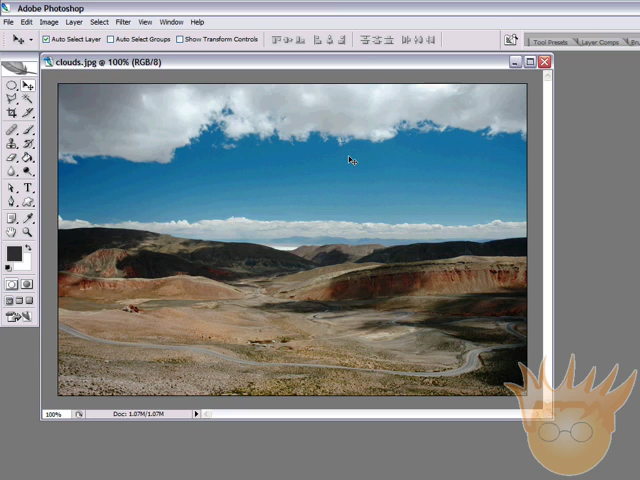 Adobe Photoshop
File Edit Image Layer Select Filter View Window Help
Auto Select Layer Auto Select Groups Show Transform Controls
Tool Presets Layer Comps
clouds.jpg @ 100% (RGB/8)
T
100% Doc: 1.07M/1.07M